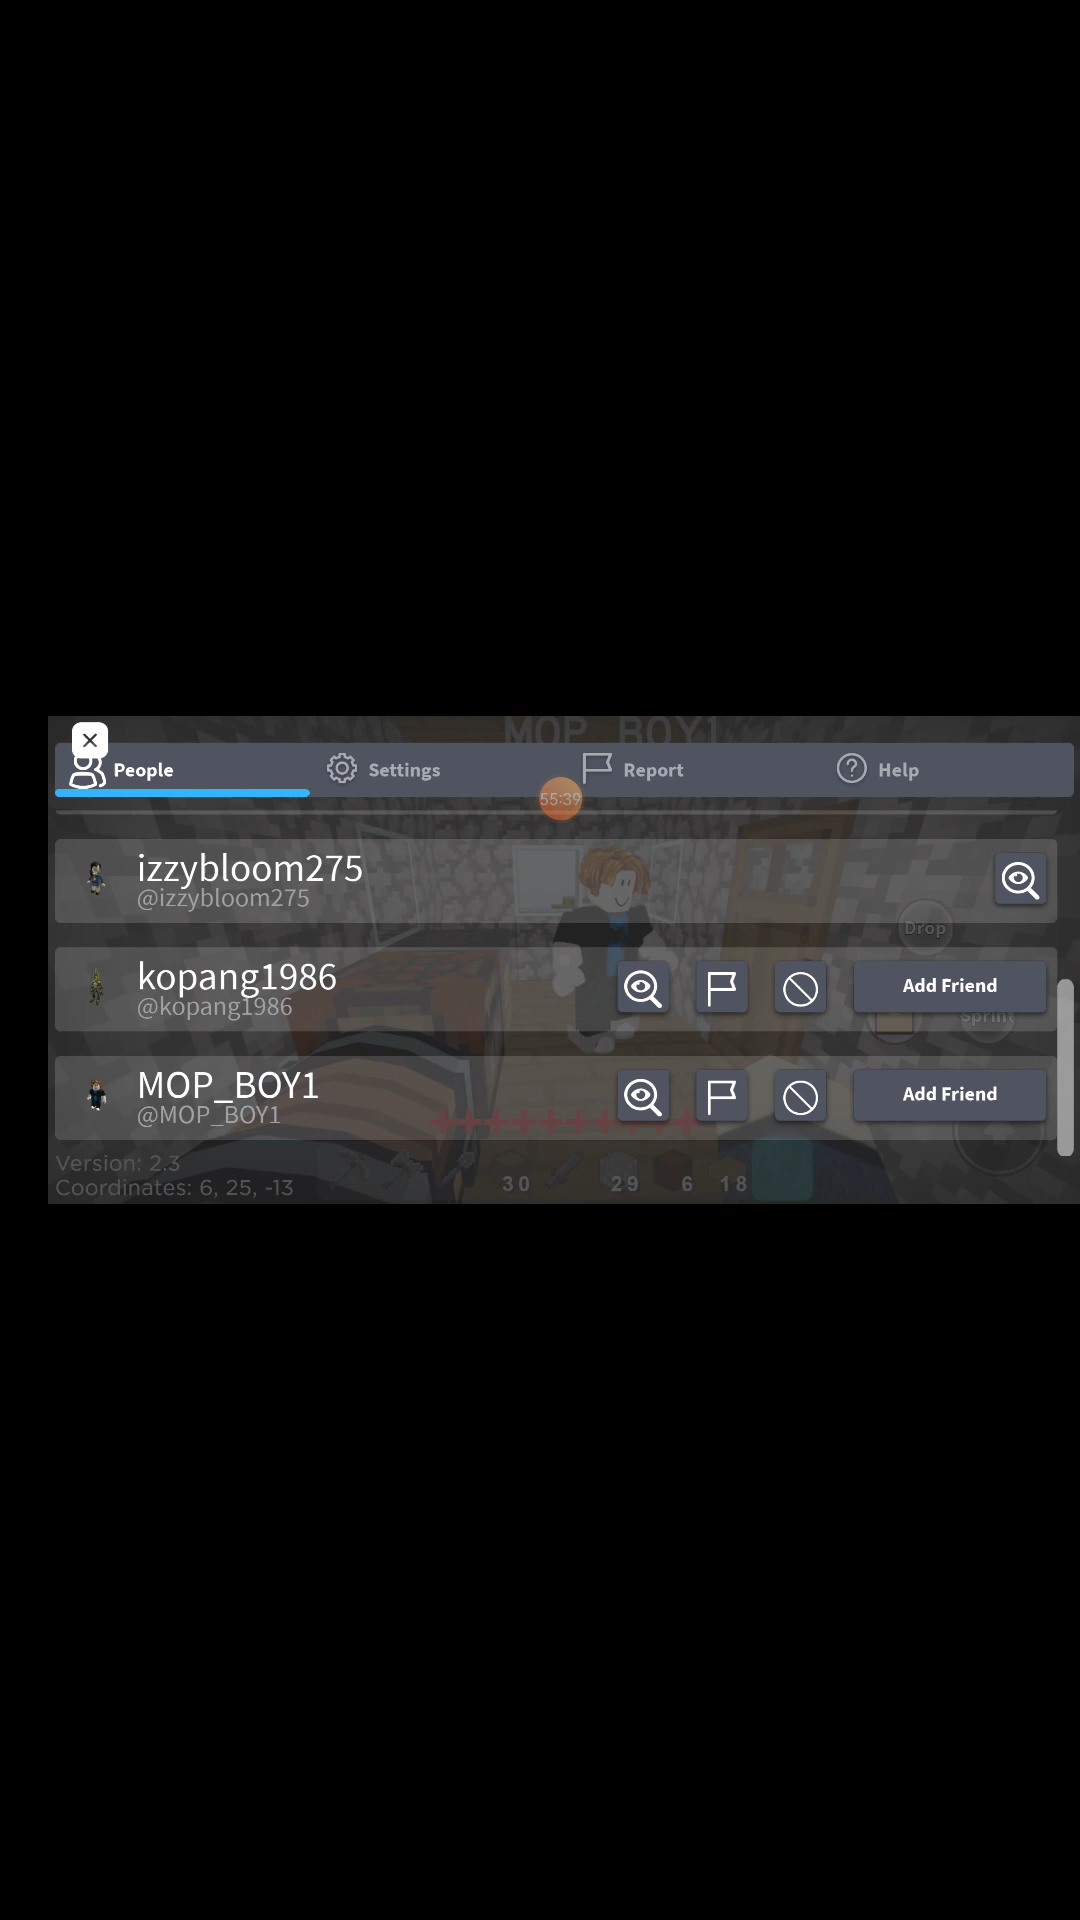 MOP_BOY1
People
Settings
Report
Help
55:39
izzybloom275
@izzybloom275
Drop
kopang1986
@kopang1986
Add Friend
Sprint
MOP_BOY1
@MOP_BOY1
Add Friend
Version: 2.3
Coordinates: 6, 25, -13
30
29
6
18